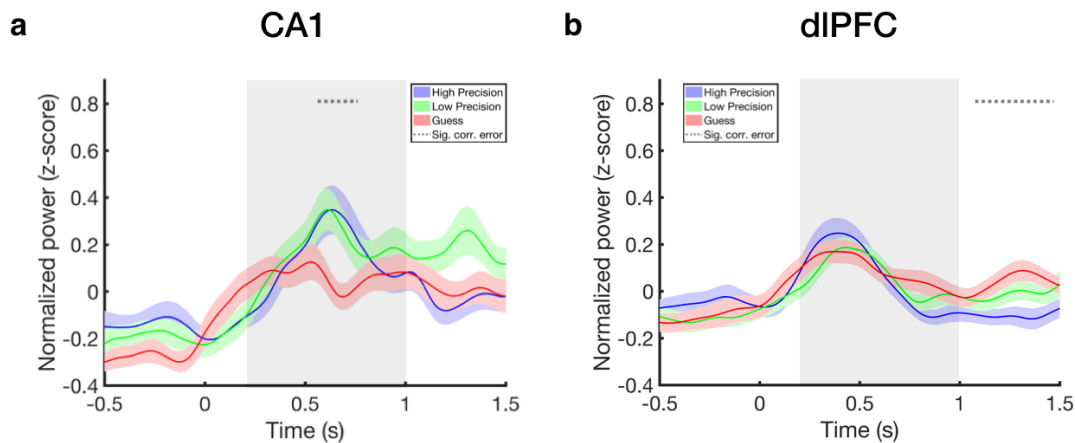 a
CA1
b
dlPFC
Normalized power (z-score)
0.8
0.6
0.4
0.2
0
-0.2
-0.4
-0.5
0
0.5
1
1.5
Time (s)
High Precision
Low Precision
Guess
Sig. corr. error
Normalized power (z-score)
0.8
0.6
0.4
0.2
0
-0.2
-0.4
-0.5
0
0.5
1
1.5
Time (s)
High Precision
Low Precision
Guess
Sig. corr. error